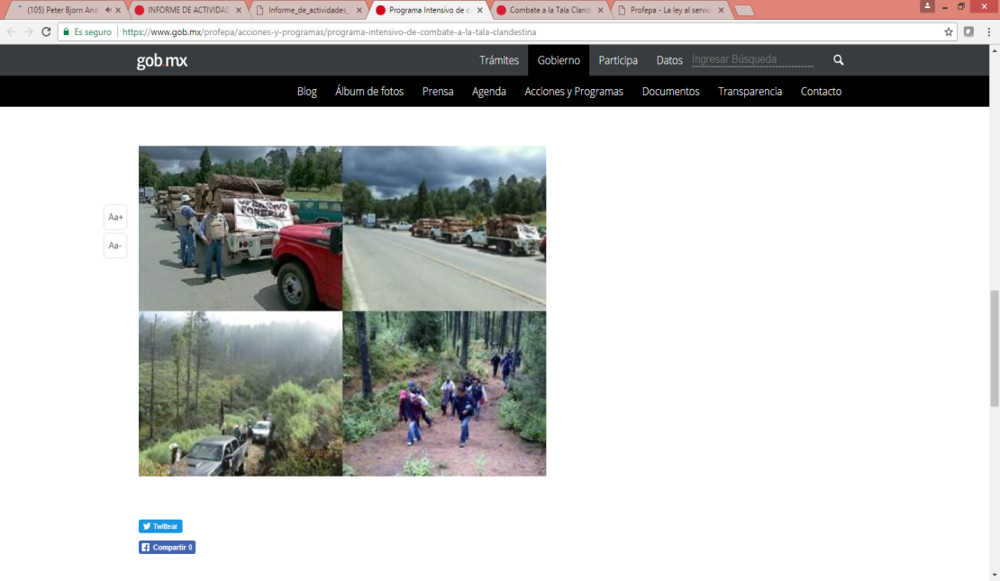 (105) Peter Bjorn And
INFORME DE ACTIVIDAD
Informe_de_actividades_
Programa Intensivo de c
Combate a la Tala Cland
Profepa - La ley al servic
Es seguro
https://www.gob.mx/profepa/acciones-y-programas/programa-intensivo-de-combate-a-la-tala-clandestina
gob.mx
Trámites Gobierno Participa Datos Ingresar Búsqueda
Blog Álbum de fotos Prensa Agenda Acciones y Programas Documentos Transparencia Contacto
OPERATIVO
FORESTAL
PROFEPA
Aa+
Aa-
Twittear
Compartir 0